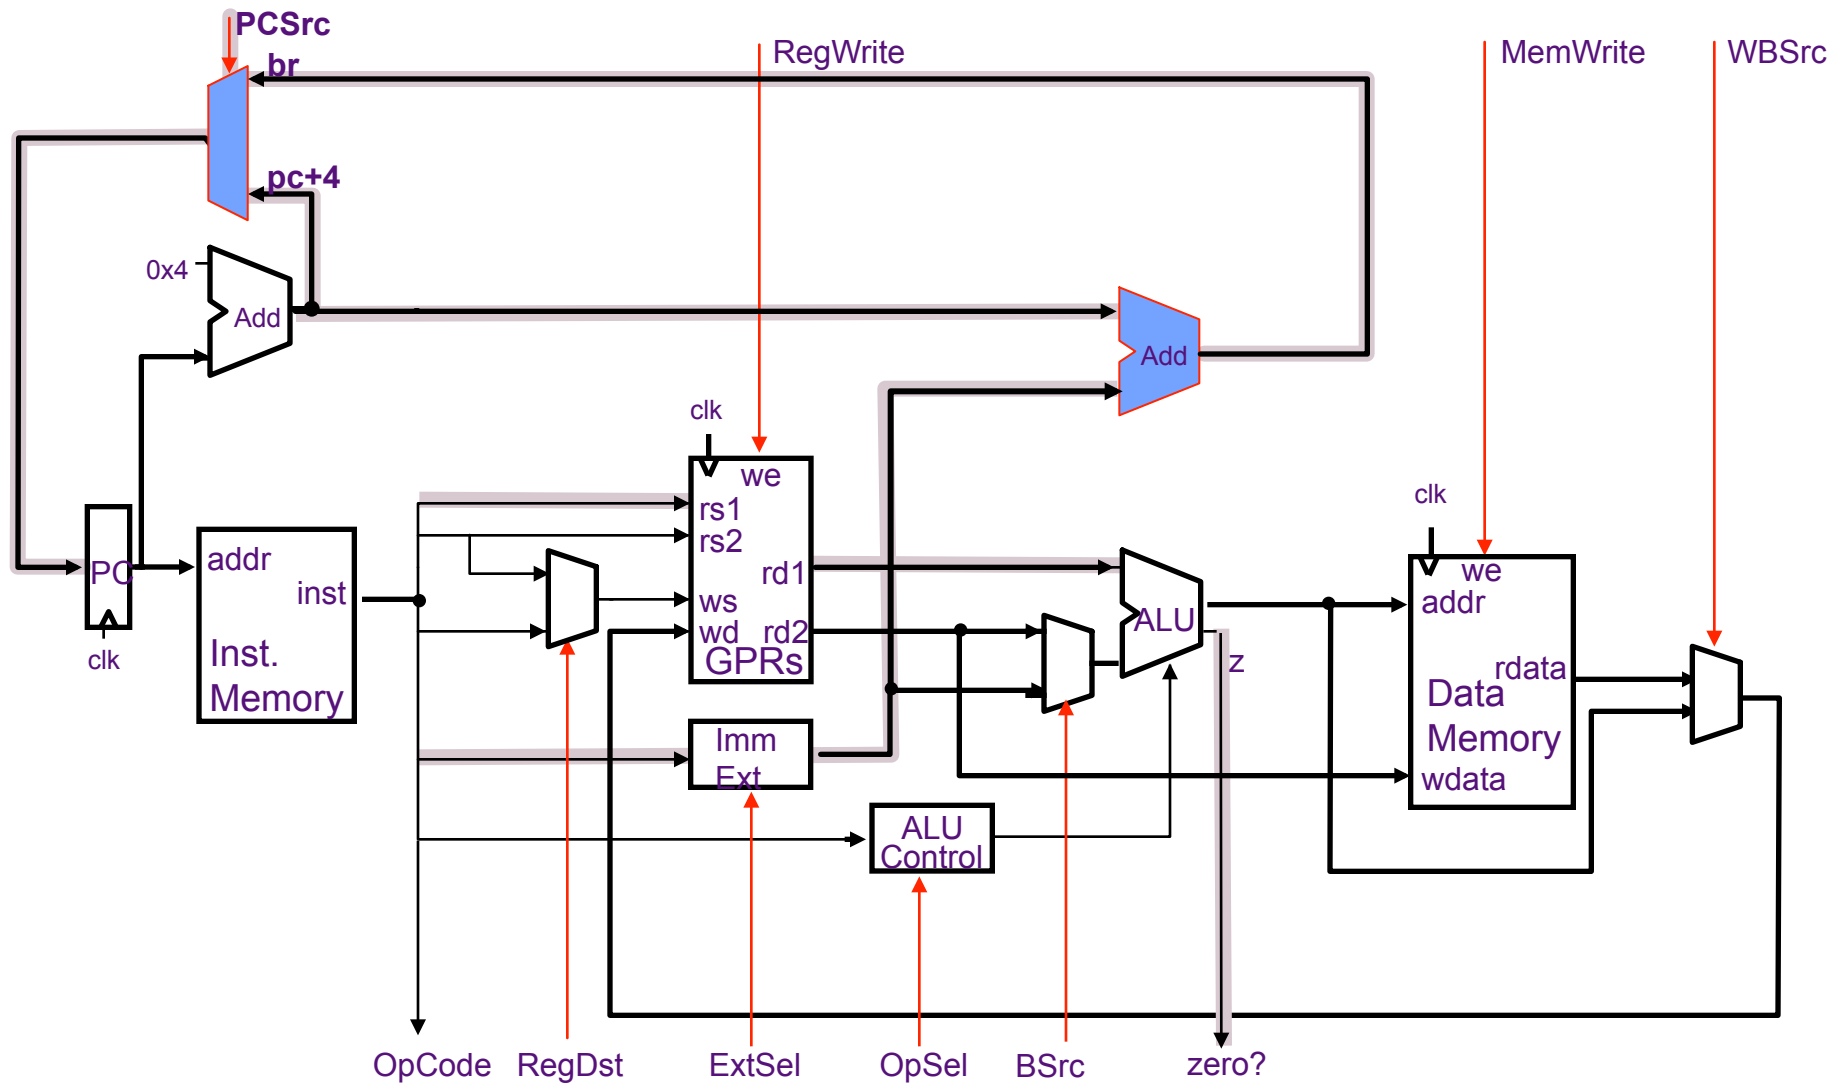 PCSrc
br
RegWrite
MemWrite
WBSrc
pc+4
0x4
Add
Add
clk
we
rs1
rs2
rd1
ws
wd
rd2
GPRs
clk
we
addr
rdata
Data
Memory
wdata
PC
clk
addr
inst
Inst.
Memory
ALU
z
Imm
Ext
ALU
Control
OpCode
RegDst
ExtSel
OpSel
BSrc
zero?